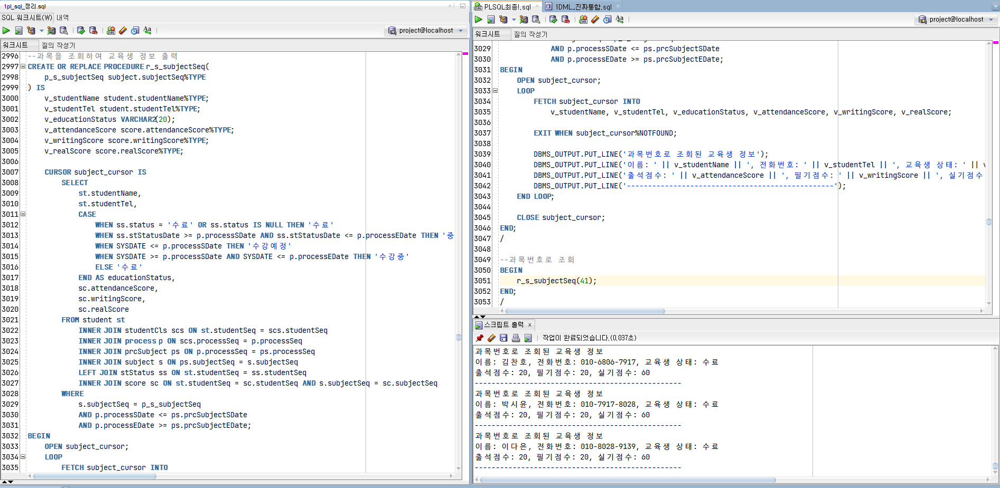 1pl_sql_정리.sql
SQL 워크시트(W) 내역
project@localhost
워크시트 질의 작성기
2996 --과목을 조회하여 교육생 정보 출력
2997 CREATE OR REPLACE PROCEDURE r_s_subjectSeq(
2998 p_s_subjectSeq subject.subjectSeq%TYPE
2999 ) IS
3000 v_studentName student.studentName%TYPE;
3001 v_studentTel student.studentTel%TYPE;
3002 v_educationStatus VARCHAR2(20);
3003 v_attendanceScore score.attendanceScore%TYPE;
3004 v_writingScore score.writingScore%TYPE;
3005 v_realScore score.realScore%TYPE;
3006
3007 CURSOR subject_cursor IS
3008 SELECT
3009 st.studentName,
3010 st.studentTel,
3011 CASE
3012 WHEN ss.status = '수료' OR ss.status IS NULL THEN '수료'
3013 WHEN ss.stStatusDate >= p.processSDate AND ss.stStatusDate <= p.processEDate THEN '중
3014 WHEN SYSDATE <= p.processSDate THEN '수강예정'
3015 WHEN SYSDATE >= p.processSDate AND SYSDATE <= p.processEDate THEN '수강중'
3016 ELSE '수료'
3017 END AS educationStatus,
3018 sc.attendanceScore,
3019 sc.writingScore,
3020 sc.realScore
3021 FROM student st
3022 INNER JOIN studentCls scs ON st.studentSeq = scs.studentSeq
3023 INNER JOIN process p ON scs.processSeq = p.processSeq
3024 INNER JOIN prcSubject ps ON p.processSeq = ps.processSeq
3025 INNER JOIN subject s ON ps.subjectSeq = s.subjectSeq
3026 LEFT JOIN stStatus ss ON st.studentSeq = ss.studentSeq
3027 INNER JOIN score sc ON st.studentSeq = sc.studentSeq AND s.subjectSeq = sc.subjectSeq
3028 WHERE
3029 s.subjectSeq = p_s_subjectSeq
3030 AND p.processSDate <= ps.prcSubjectSDate
3031 AND p.processEDate >= ps.prcSubjectEDate;
3032 BEGIN
3033 OPEN subject_cursor;
3034 LOOP
3035 FETCH subject_cursor INTO
PLSQL최종!.sql 1DML_진짜통합.sql
project@localhost
워크시트 질의 작성기
3029 AND p.processSDate <= ps.prcSubjectSDate
3030 AND p.processEDate >= ps.prcSubjectEDate;
3031 BEGIN
3032 OPEN subject_cursor;
3033 LOOP
3034 FETCH subject_cursor INTO
3035 v_studentName, v_studentTel, v_educationStatus, v_attendanceScore, v_writingScore, v_realScore;
3036
3037 EXIT WHEN subject_cursor%NOTFOUND;
3038
3039 DBMS_OUTPUT.PUT_LINE('과목번호로 조회된 교육생 정보');
3040 DBMS_OUTPUT.PUT_LINE('이름: ' || v_studentName || ', 전화번호: ' || v_studentTel || ', 교육생 상태: ' || v
3041 DBMS_OUTPUT.PUT_LINE('출석점수: ' || v_attendanceScore || ', 필기점수: ' || v_writingScore || ', 실기점수
3042 DBMS_OUTPUT.PUT_LINE('-------------------------------------------------');
3043 END LOOP;
3044
3045 CLOSE subject_cursor;
3046 END;
3047 /
3048
3049 --과목번호로 조회
3050 BEGIN
3051 r_s_subjectSeq(41);
3052 END;
3053 /
스크립트 출력 x
작업이 완료되었습니다.(0.037초)
과목번호로 조회된 교육생 정보
이름: 김찬호, 전화번호: 010-6806-7917, 교육생 상태: 수료
출석점수: 20, 필기점수: 20, 실기점수: 60
-------------------------------------------------
과목번호로 조회된 교육생 정보
이름: 박시윤, 전화번호: 010-7917-8028, 교육생 상태: 수료
출석점수: 20, 필기점수: 20, 실기점수: 60
-------------------------------------------------
과목번호로 조회된 교육생 정보
이름: 이다은, 전화번호: 010-8028-9139, 교육생 상태: 수료
출석점수: 20, 필기점수: 20, 실기점수: 60
-------------------------------------------------